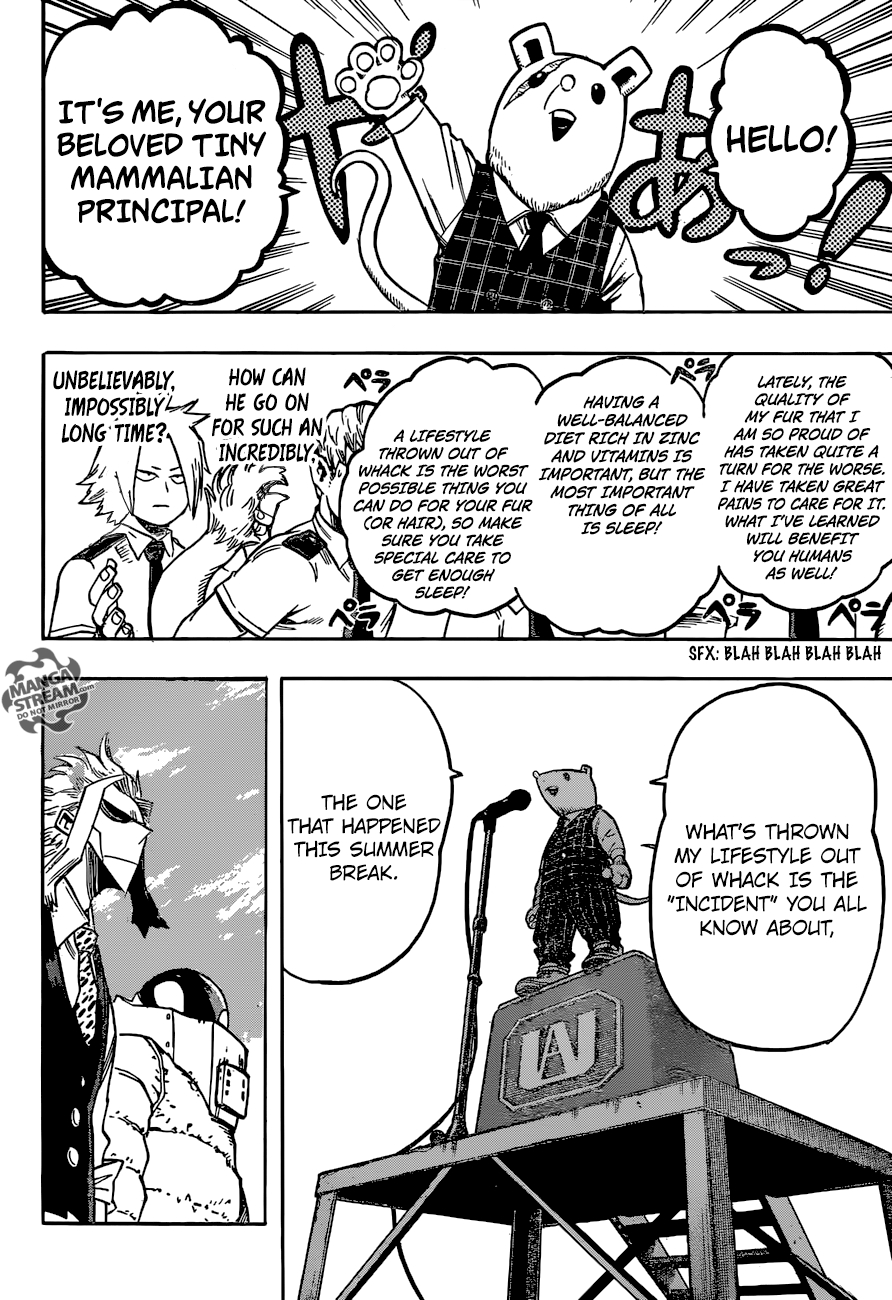 HELLO!
やあっ!
IT'S ME, YOUR
BELOVED TINY
MAMMALIAN
PRINCIPAL!
LATELY, THE
QUALITY OF
MY FUR THAT I
AM SO PROUD OF
HAS TAKEN QUITE A
TURN FOR THE WORSE.
I HAVE TAKEN GREAT
PAINS TO CARE FOR IT.
WHAT I'VE LEARNED
WILL BENEFIT
YOU HUMANS
AS WELL!
HAVING A
WELL-BALANCED
DIET RICH IN ZINC
AND VITAMINS IS
IMPORTANT, BUT THE
MOST IMPORTANT
THING OF ALL
IS SLEEP!
A LIFESTYLE
THROWN OUT OF
WHACK IS THE WORST
POSSIBLE THING YOU
CAN DO FOR YOUR FUR
(OR HAIR), SO MAKE
SURE YOU TAKE
SPECIAL CARE TO
GET ENOUGH
SLEEP!
HOW CAN
HE GO ON
FOR SUCH AN
INCREDIBLY,
UNBELIEVABLY,
IMPOSSIBLY
LONG TIME?
ペラ
ペラ
ペラ
ペラ
ペラ
ペラ
SFX: BLAH BLAH BLAH BLAH
WHAT'S THROWN
MY LIFESTYLE OUT
OF WHACK IS THE
"INCIDENT" YOU ALL
KNOW ABOUT,
THE ONE
THAT HAPPENED
THIS SUMMER
BREAK.
UA
MANGA
STREAM.com
DO NOT MIRROR